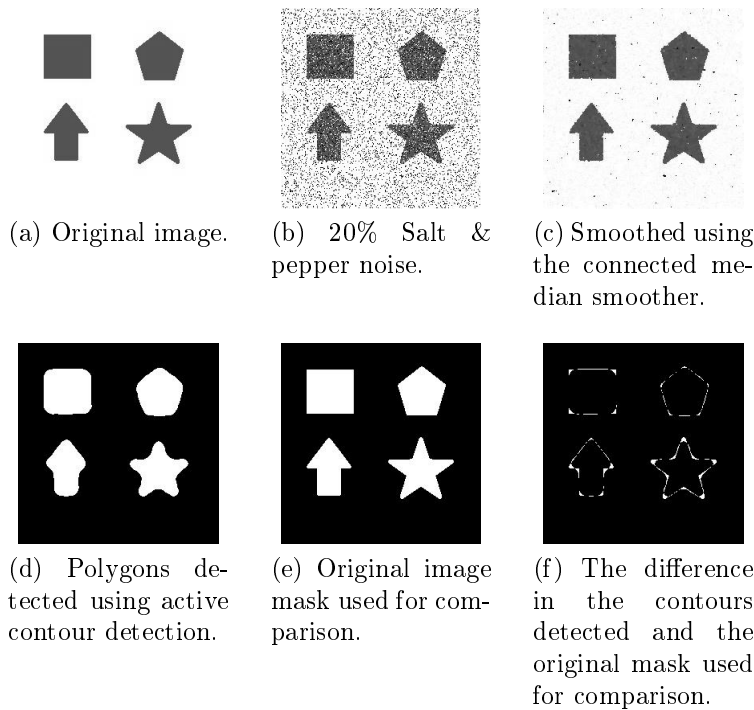 (a) Original image.
(b) 20% Salt &
pepper noise.
(c) Smoothed using
the connected me-
dian smoother.
(d) Polygons de-
tected using active
contour detection.
(e) Original image
mask used for com-
parison.
(f) The difference
in the contours
detected and the
original mask used
for comparison.